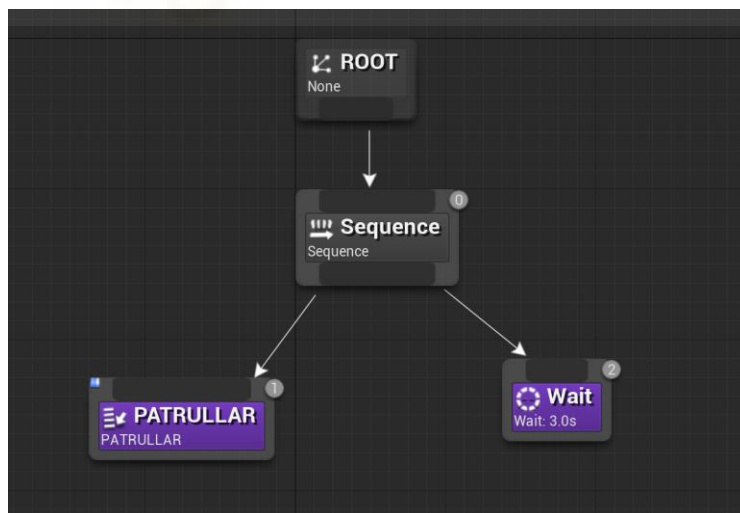 ROOT
None
0
Sequence
Sequence
1
PATRULLAR
PATRULLAR
2
Wait
Wait: 3.0s